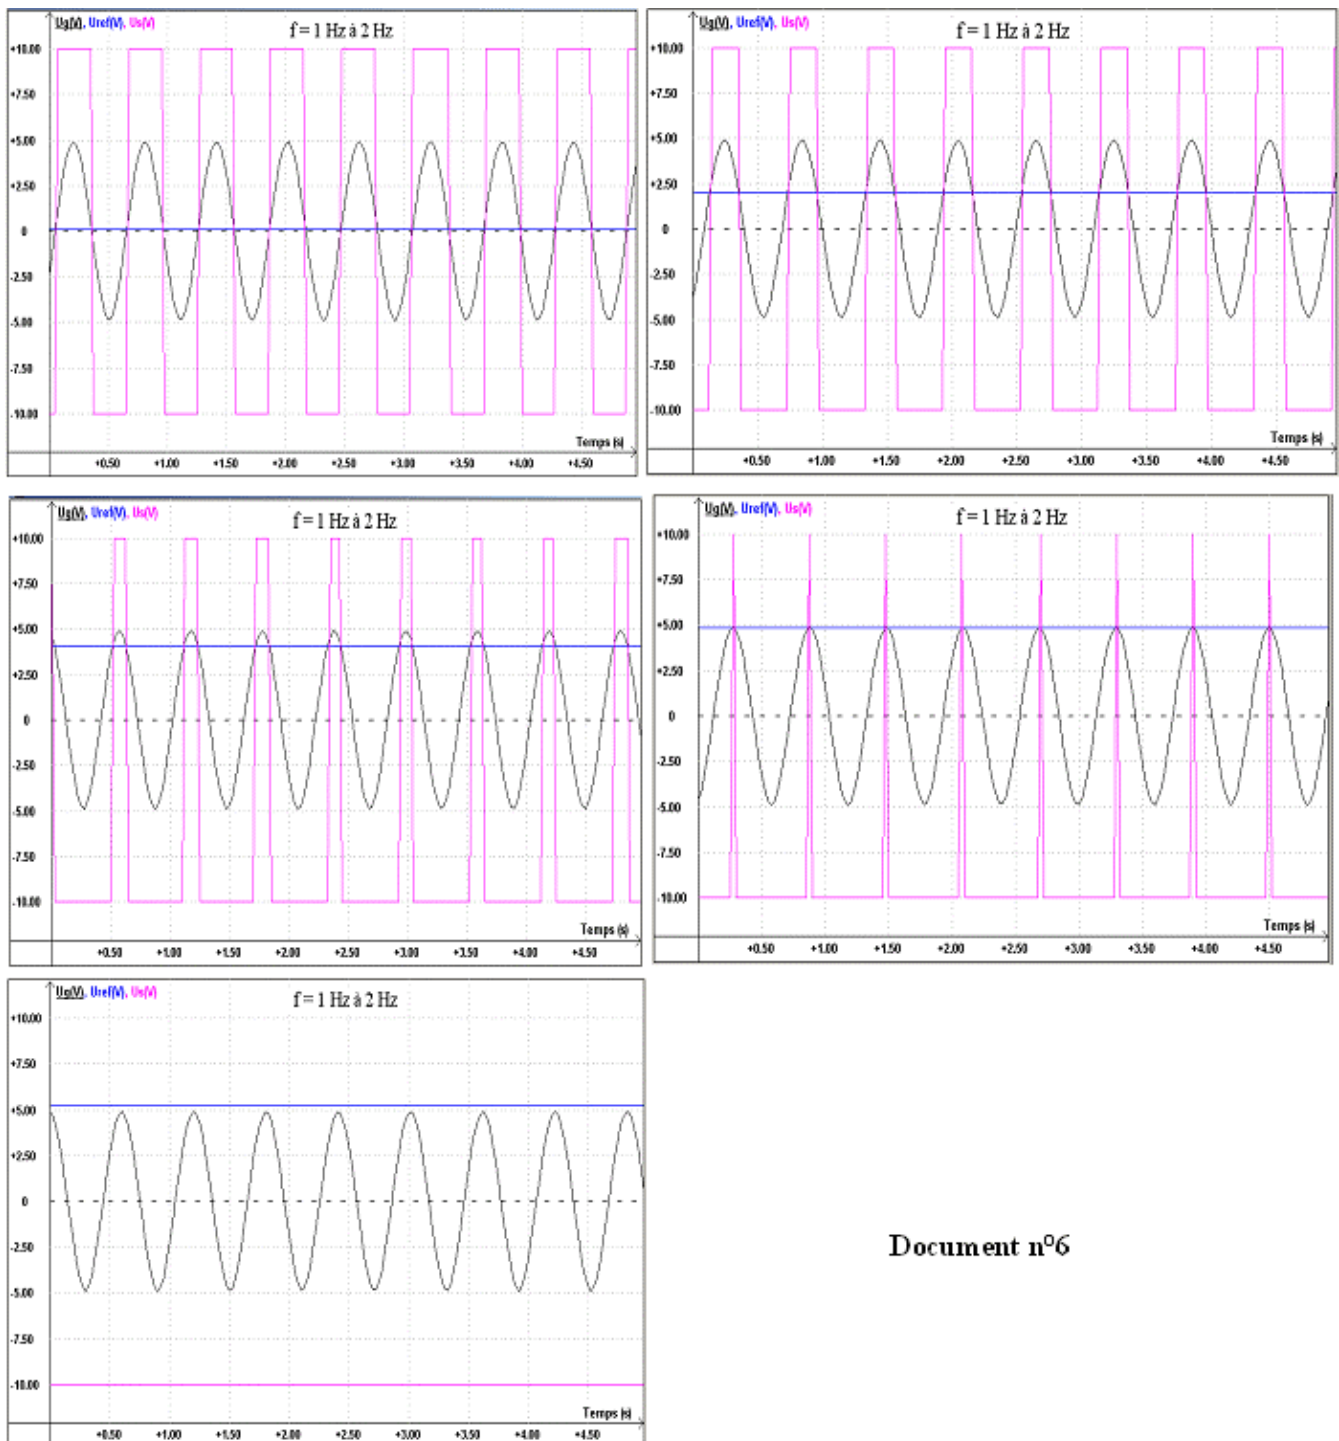 Ug(V), Uref(V), Us(V)
f = 1 Hz à 2 Hz
+10.00
+7.50
+5.00
+2.50
0
-2.50
-5.00
-7.50
-10.00
Temps (s)
+0.50 +1.00 +1.50 +2.00 +2.50 +3.00 +3.50 +4.00 +4.50
Ug(V), Uref(V), Us(V)
f = 1 Hz à 2 Hz
+10.00
+7.50
+5.00
+2.50
0
-2.50
-5.00
-7.50
-10.00
Temps (s)
+0.50 +1.00 +1.50 +2.00 +2.50 +3.00 +3.50 +4.00 +4.50
Ug(V), Uref(V), Us(V)
f = 1 Hz à 2 Hz
+10.00
+7.50
+5.00
+2.50
0
-2.50
-5.00
-7.50
-10.00
Temps (s)
+0.50 +1.00 +1.50 +2.00 +2.50 +3.00 +3.50 +4.00 +4.50
Ug(V), Uref(V), Us(V)
f = 1 Hz à 2 Hz
+10.00
+7.50
+5.00
+2.50
0
-2.50
-5.00
-7.50
-10.00
Temps (s)
+0.50 +1.00 +1.50 +2.00 +2.50 +3.00 +3.50 +4.00 +4.50
Ug(V), Uref(V), Us(V)
f = 1 Hz à 2 Hz
+10.00
+7.50
+5.00
+2.50
0
-2.50
-5.00
-7.50
-10.00
Temps (s)
+0.50 +1.00 +1.50 +2.00 +2.50 +3.00 +3.50 +4.00 +4.50
Document n°6